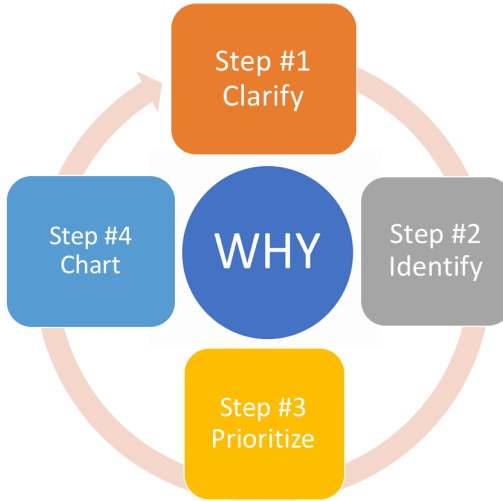 Step #1
Clarify
Step #2
Identify
Step #3
Prioritize
Step #4
Chart
WHY